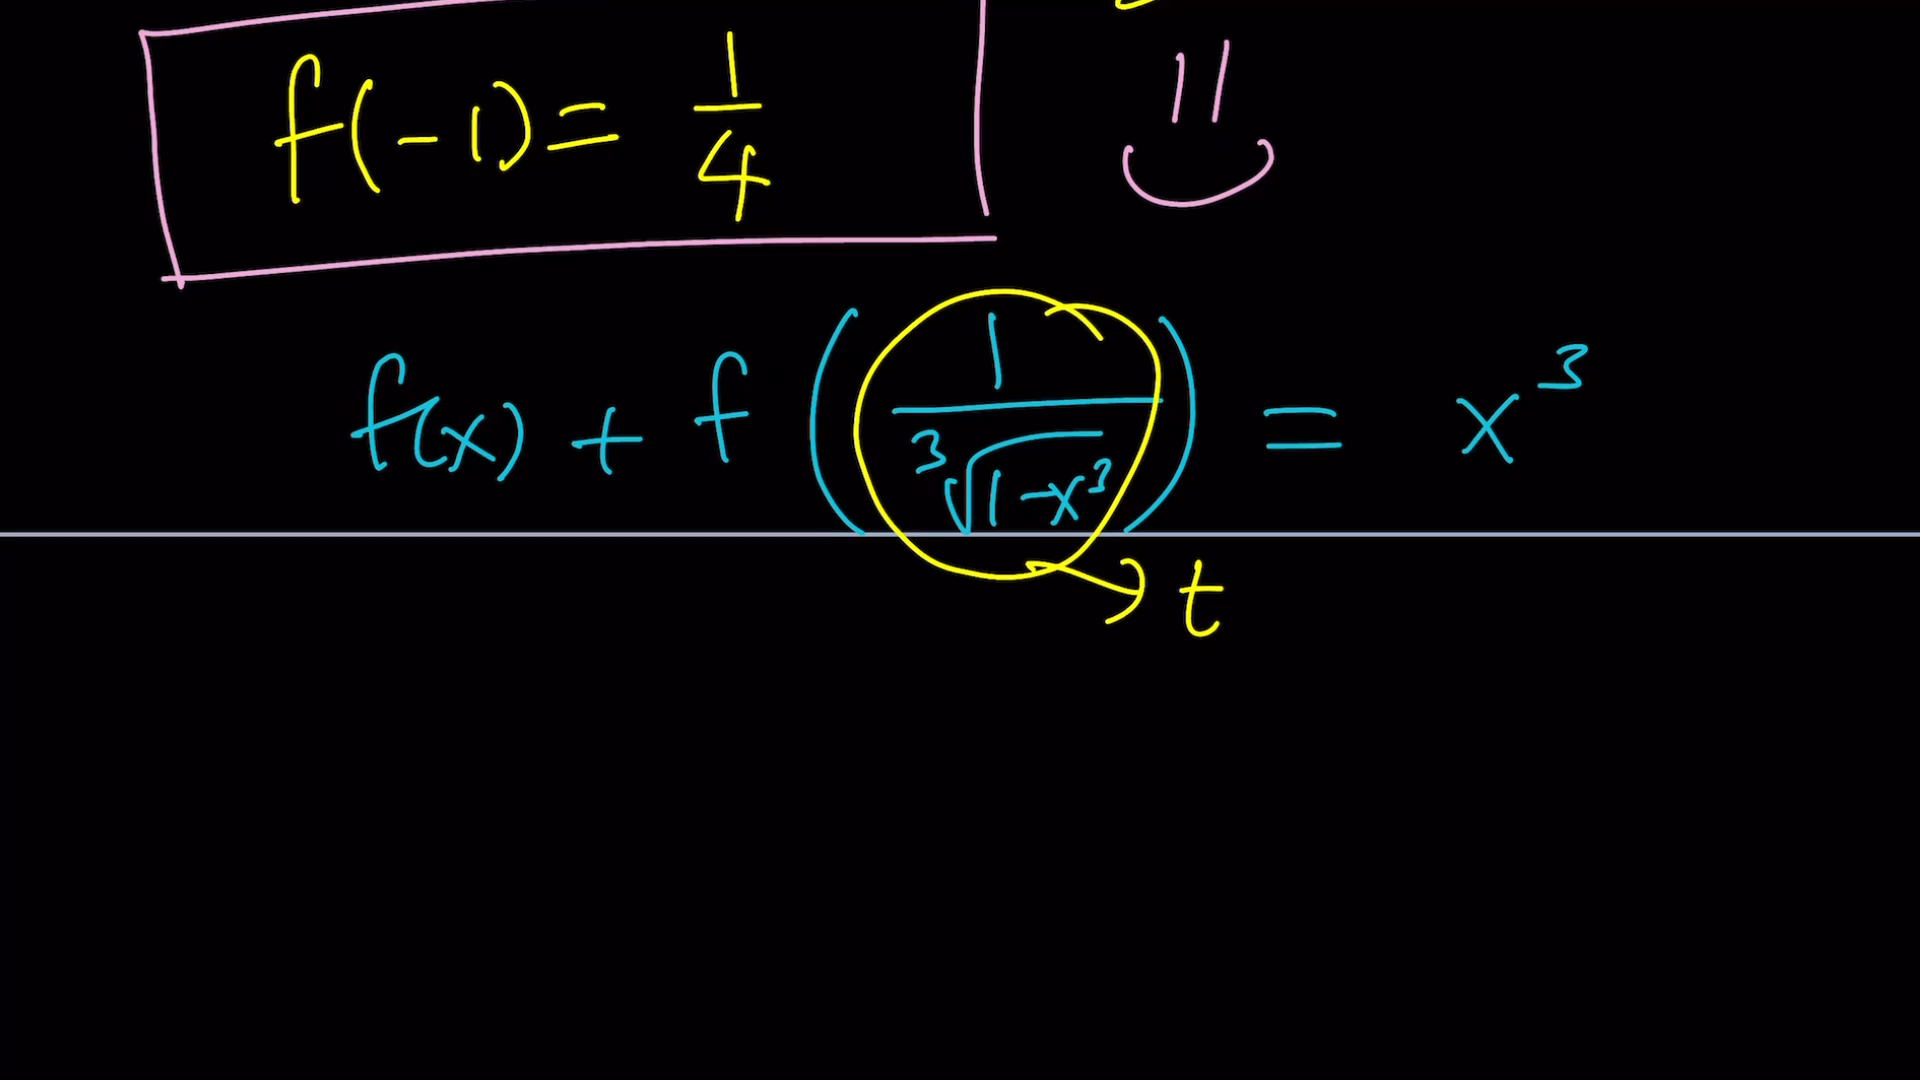 f(-1) = 1/4
f(x) + f(1/∛(1-x³)) = x³
t